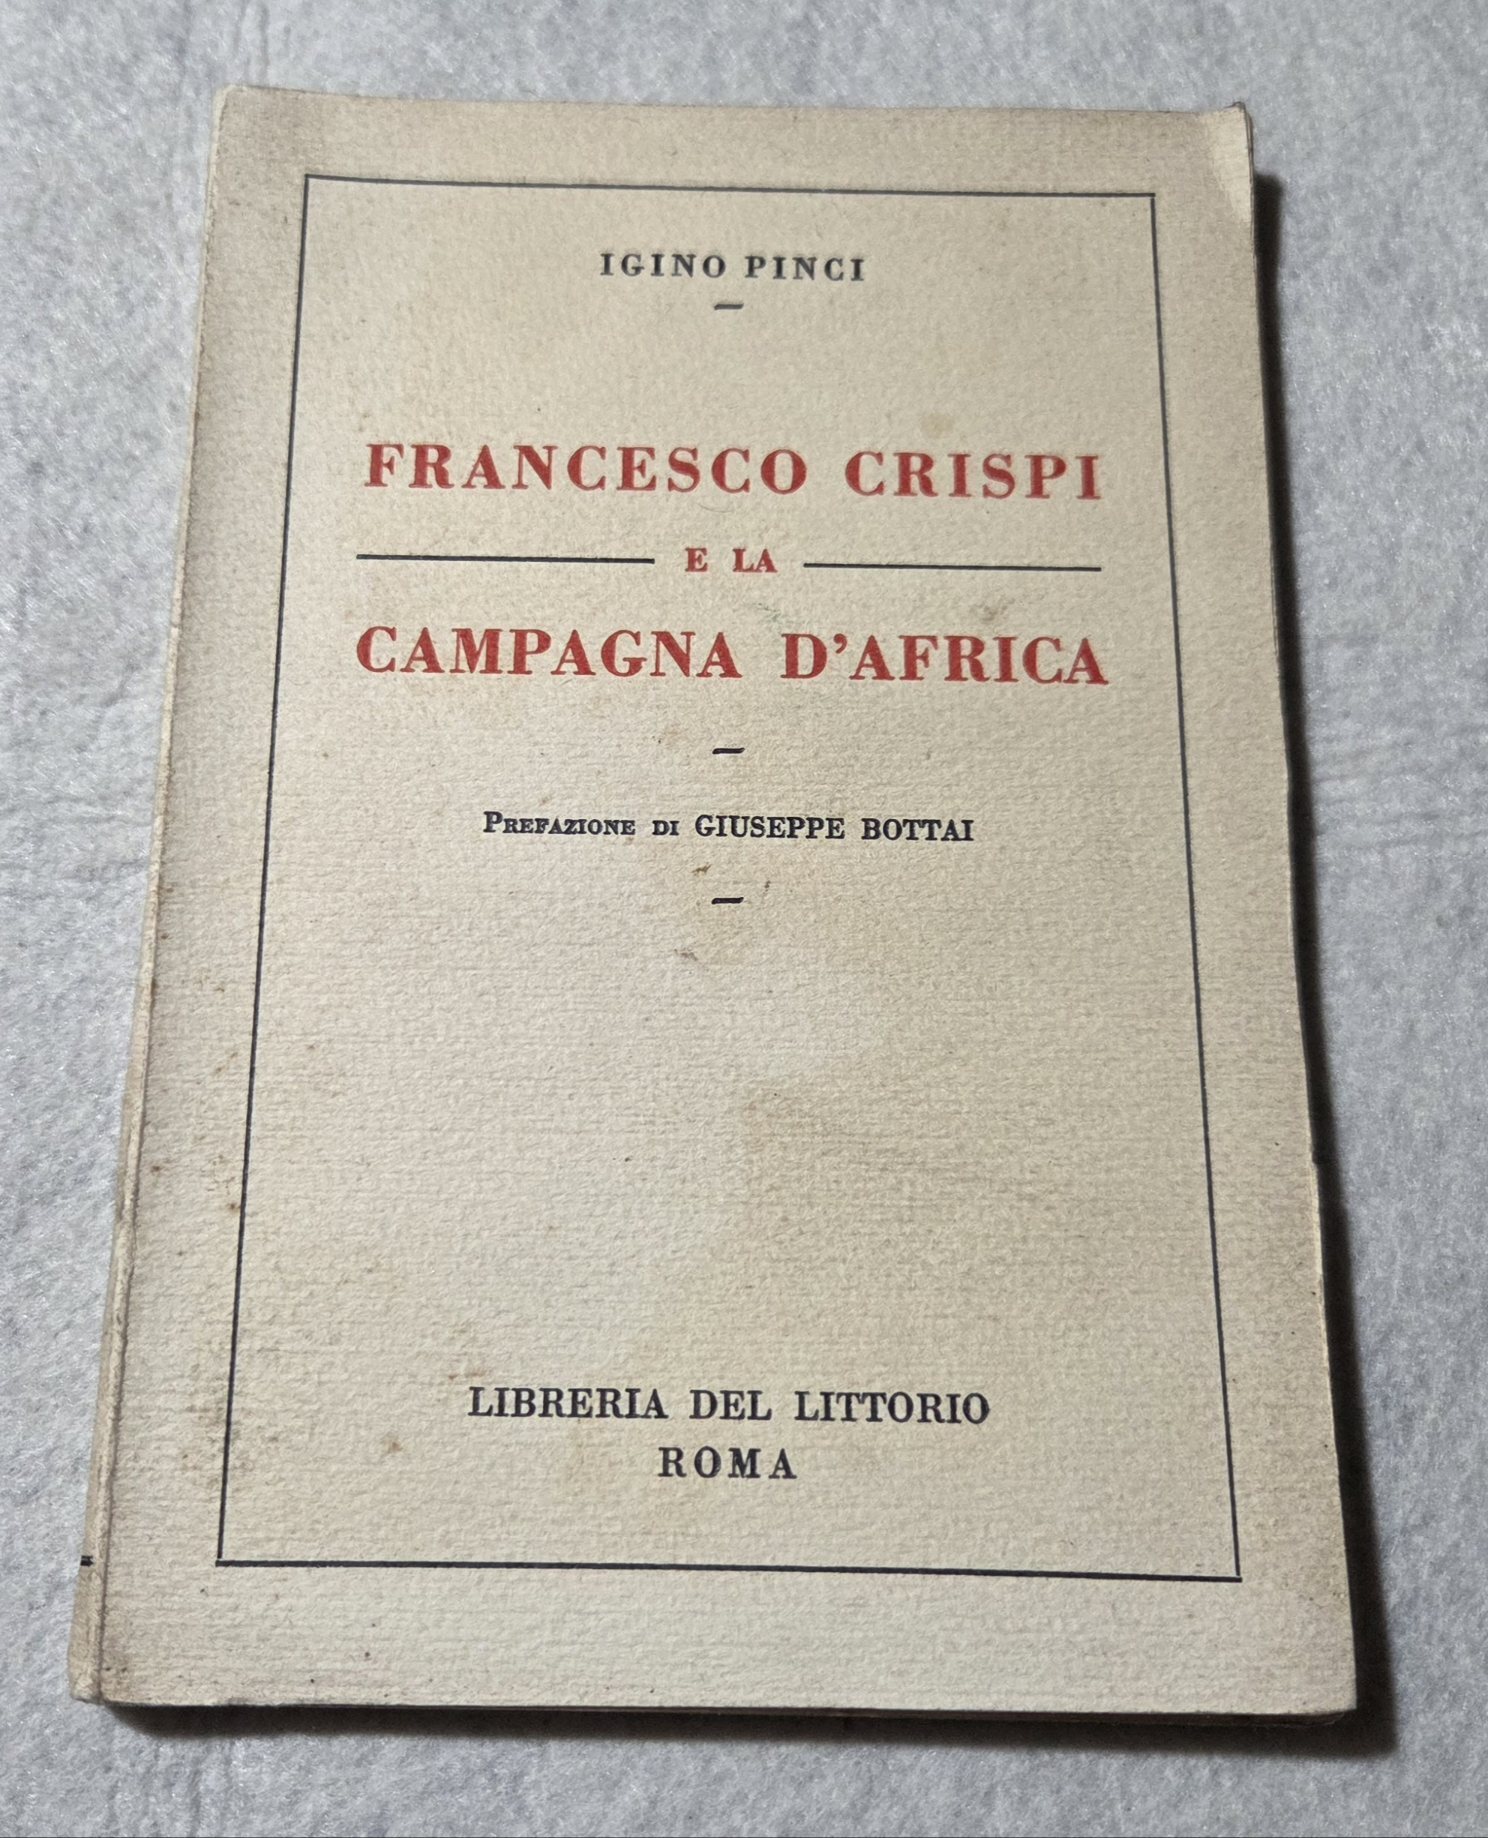 IGINO PINCI
FRANCESCO CRISPI
E LA
CAMPAGNA D'AFRICA
PREFAZIONE DI GIUSEPPE BOTTAI
LIBRERIA DEL LITTORIO
ROMA